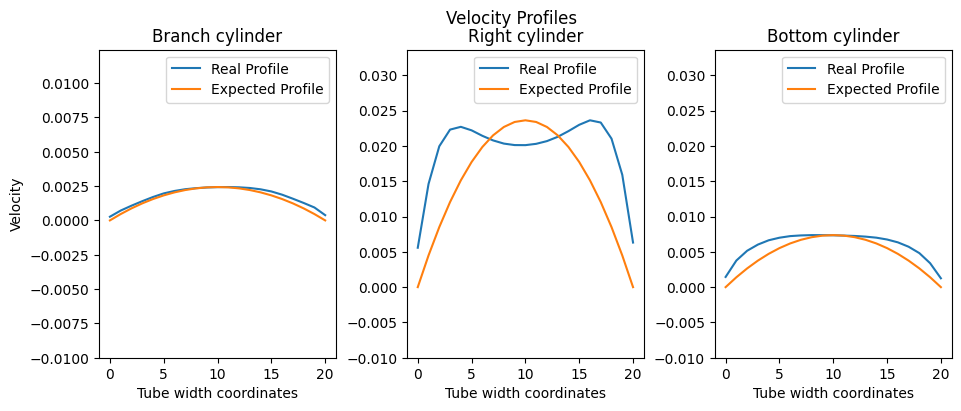 Velocity Profiles
Branch cylinder
Right cylinder
Bottom cylinder
Real Profile
Expected Profile
Real Profile
Expected Profile
Real Profile
Expected Profile
Velocity
0.0100
0.0075
0.0050
0.0025
0.0000
−0.0025
−0.0050
−0.0075
−0.0100
0 5 10 15 20
Tube width coordinates
0.030
0.025
0.020
0.015
0.010
0.005
0.000
−0.005
−0.010
0 5 10 15 20
Tube width coordinates
0.030
0.025
0.020
0.015
0.010
0.005
0.000
−0.005
−0.010
0 5 10 15 20
Tube width coordinates